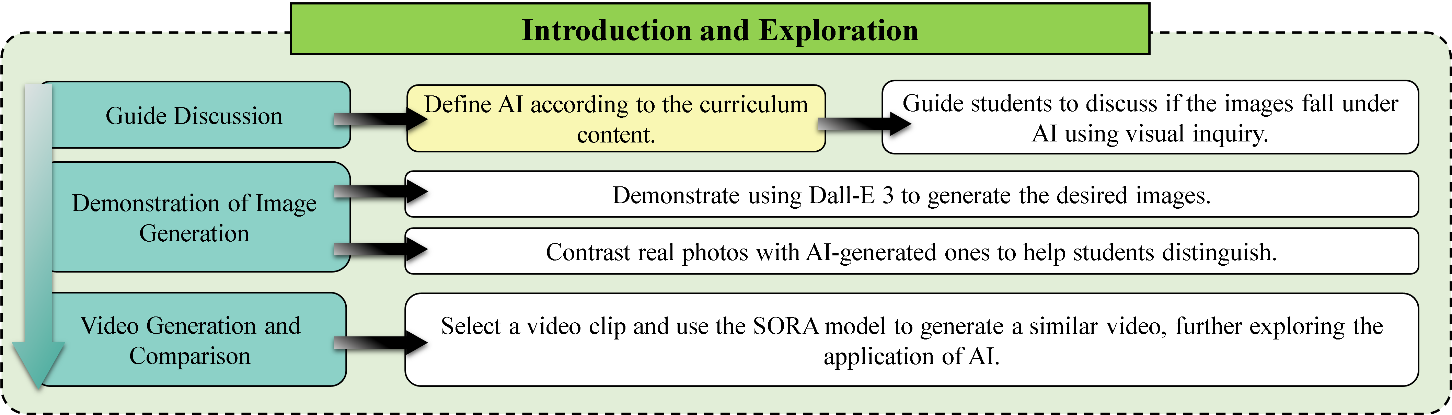 Introduction and Exploration
Guide Discussion
Define AI according to the curriculum
content.
Guide students to discuss if the images fall under
AI using visual inquiry.
Demonstration of Image
Generation
Demonstrate using Dall-E 3 to generate the desired images.
Contrast real photos with AI-generated ones to help students distinguish.
Video Generation and
Comparison
Select a video clip and use the SORA model to generate a similar video, further exploring the
application of AI.